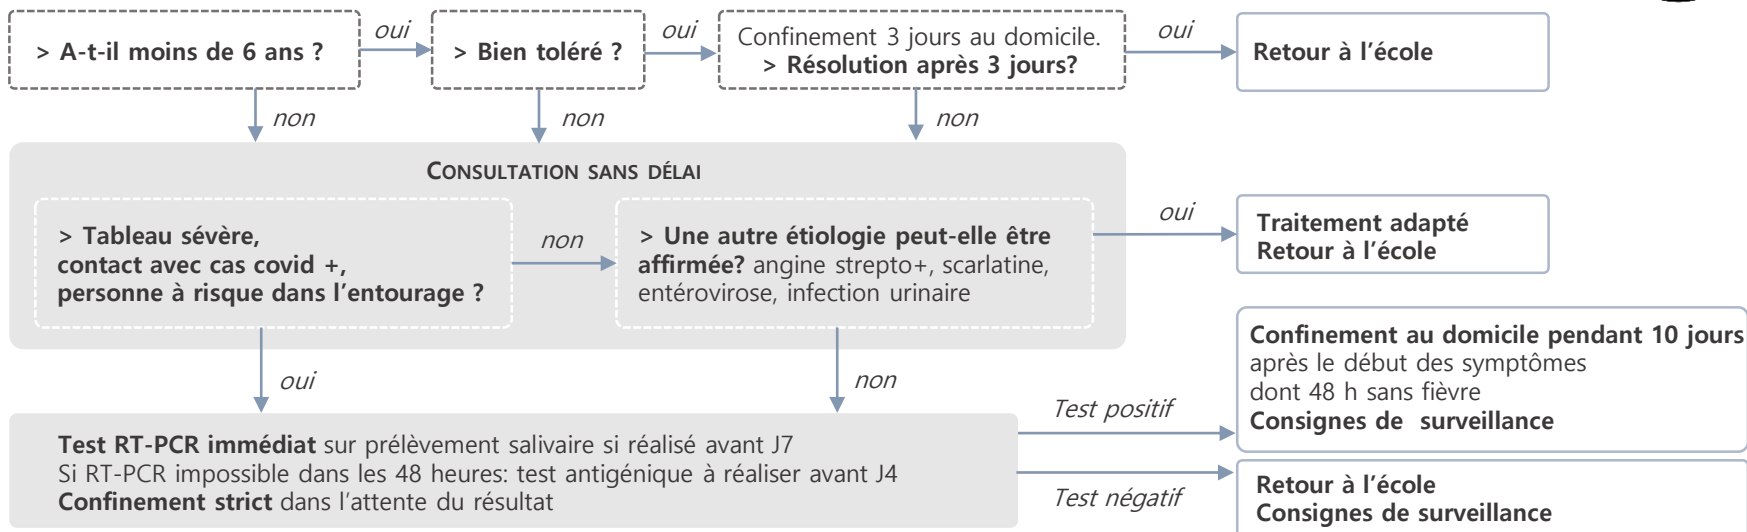 > A-t-il moins de 6 ans ?
oui
> Bien toléré ?
oui
Confinement 3 jours au domicile.
> Résolution après 3 jours?
oui
Retour à l'école
non
non
non
CONSULTATION SANS DÉLAI
> Tableau sévère,
contact avec cas covid +,
personne à risque dans l'entourage ?
non
> Une autre étiologie peut-elle être
affirmée? angine strepto+, scarlatine,
entérovirose, infection urinaire
oui
Traitement adapté
Retour à l'école
oui
non
Test RT-PCR immédiat sur prélèvement salivaire si réalisé avant J7
Si RT-PCR impossible dans les 48 heures: test antigénique à réaliser avant J4
Confinement strict dans l'attente du résultat
Test positif
Confinement au domicile pendant 10 jours
après le début des symptômes
dont 48 h sans fièvre
Consignes de surveillance
Test négatif
Retour à l'école
Consignes de surveillance